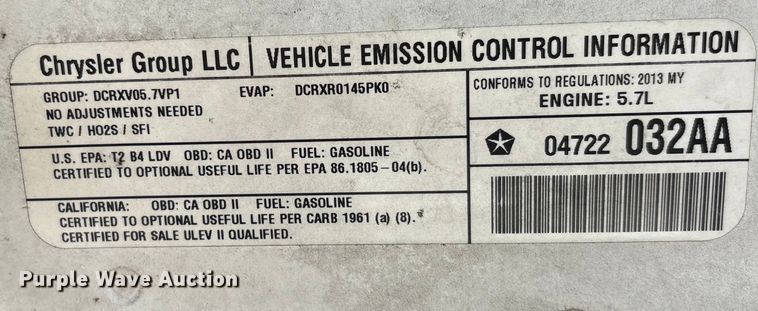 Chrysler Group LLC
VEHICLE EMISSION CONTROL INFORMATION
GROUP: DCRXV05.7VP1 EVAP: DCRXR0145PK0
NO ADJUSTMENTS NEEDED
TWC / HO2S / SFI
CONFORMS TO REGULATIONS: 2013 MY
ENGINE: 5.7L
U.S. EPA: T2 B4 LDV OBD: CA OBD II FUEL: GASOLINE
CERTIFIED TO OPTIONAL USEFUL LIFE PER EPA 86.1805-04(b).
04722 032AA
CALIFORNIA: OBD: CA OBD II FUEL: GASOLINE
CERTIFIED TO OPTIONAL USEFUL LIFE PER CARB 1961 (a) (8).
CERTIFIED FOR SALE ULEV II QUALIFIED.
Purple Wave Auction